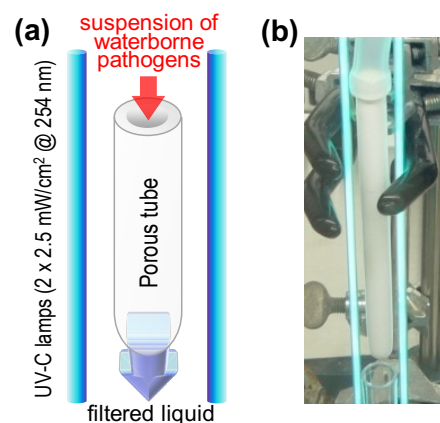 (a)
suspension of
waterborne
pathogens
UV-C lamps (2 x 2.5 mW/cm² @ 254 nm)
Porous tube
filtered liquid
(b)